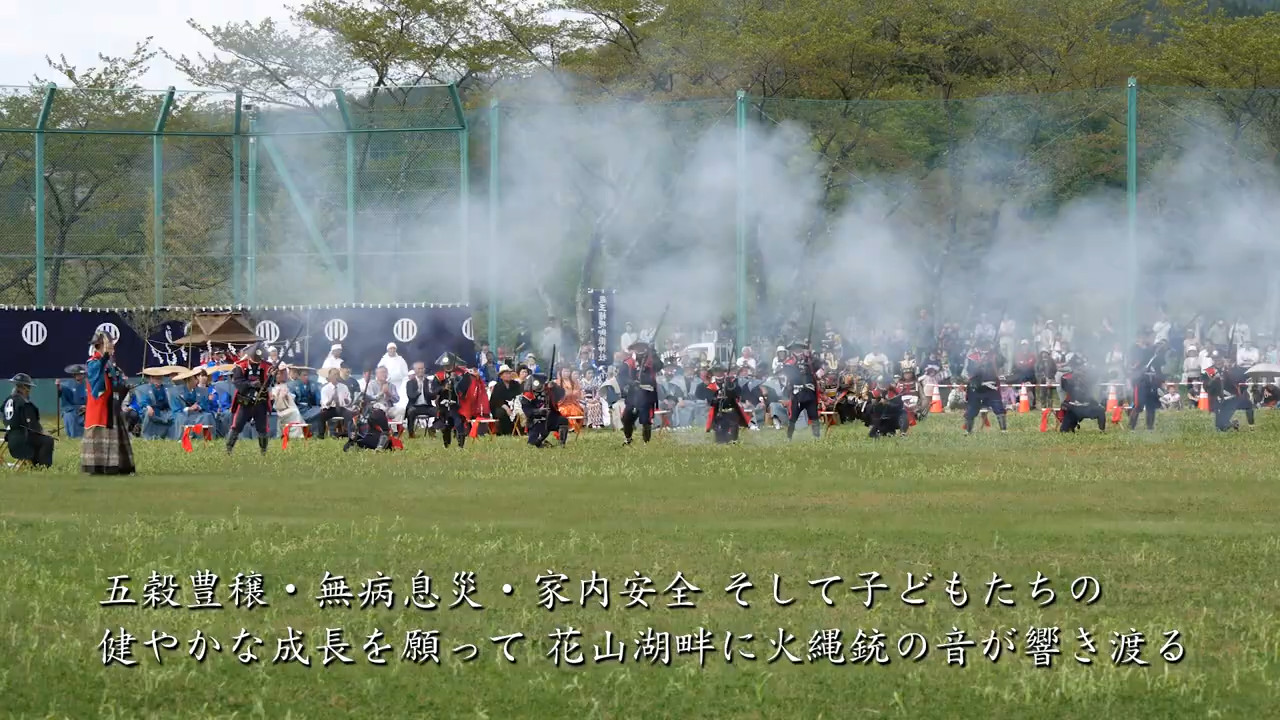 五穀豊穣・無病息災・家内安全 そして子どもたちの
健やかな成長を願って 花山湖畔に火縄銃の音が響き渡る